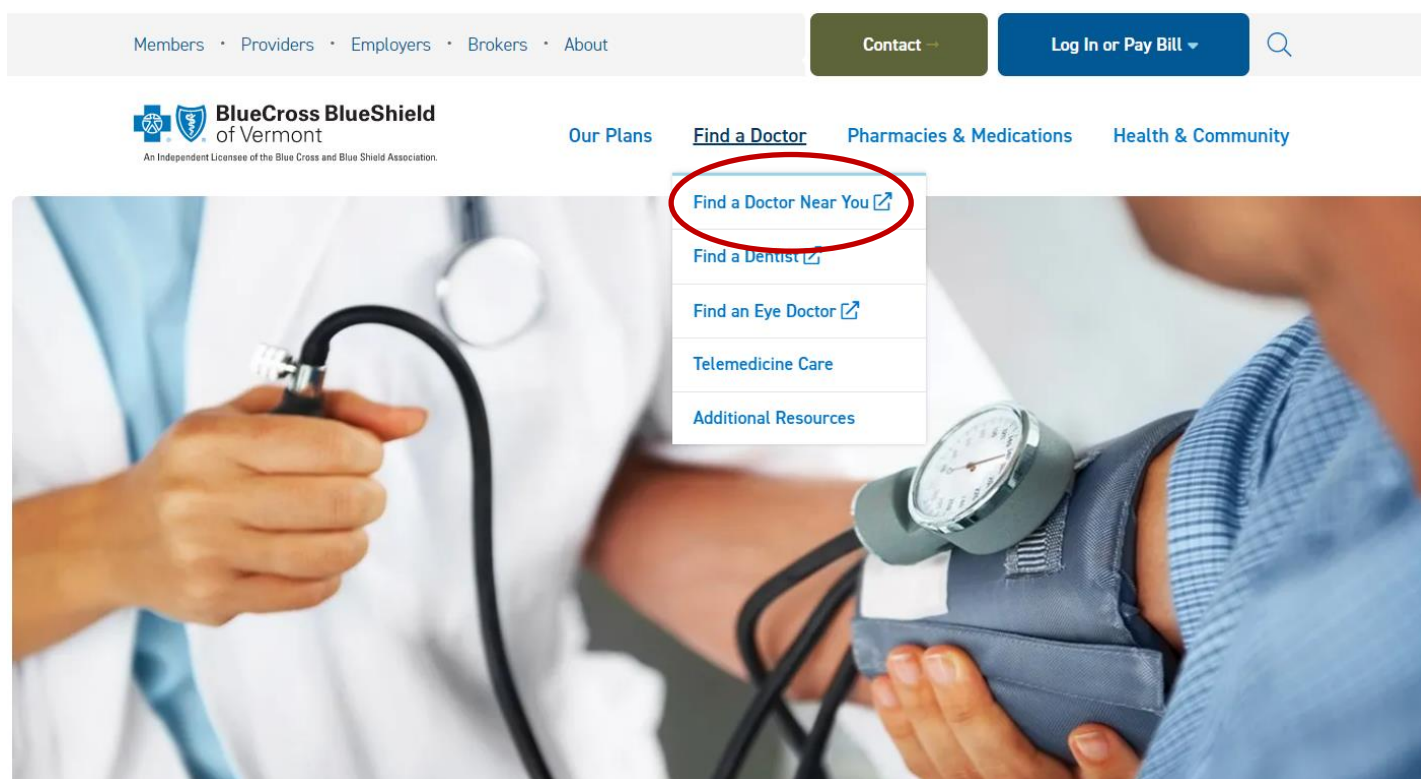 Members · Providers · Employers · Brokers · About
Contact →
Log In or Pay Bill
BlueCross BlueShield
of Vermont
An Independent Licensee of the Blue Cross and Blue Shield Association.
Our Plans
Find a Doctor
Pharmacies & Medications
Health & Community
Find a Doctor Near You
Find a Dentist
Find an Eye Doctor
Telemedicine Care
Additional Resources